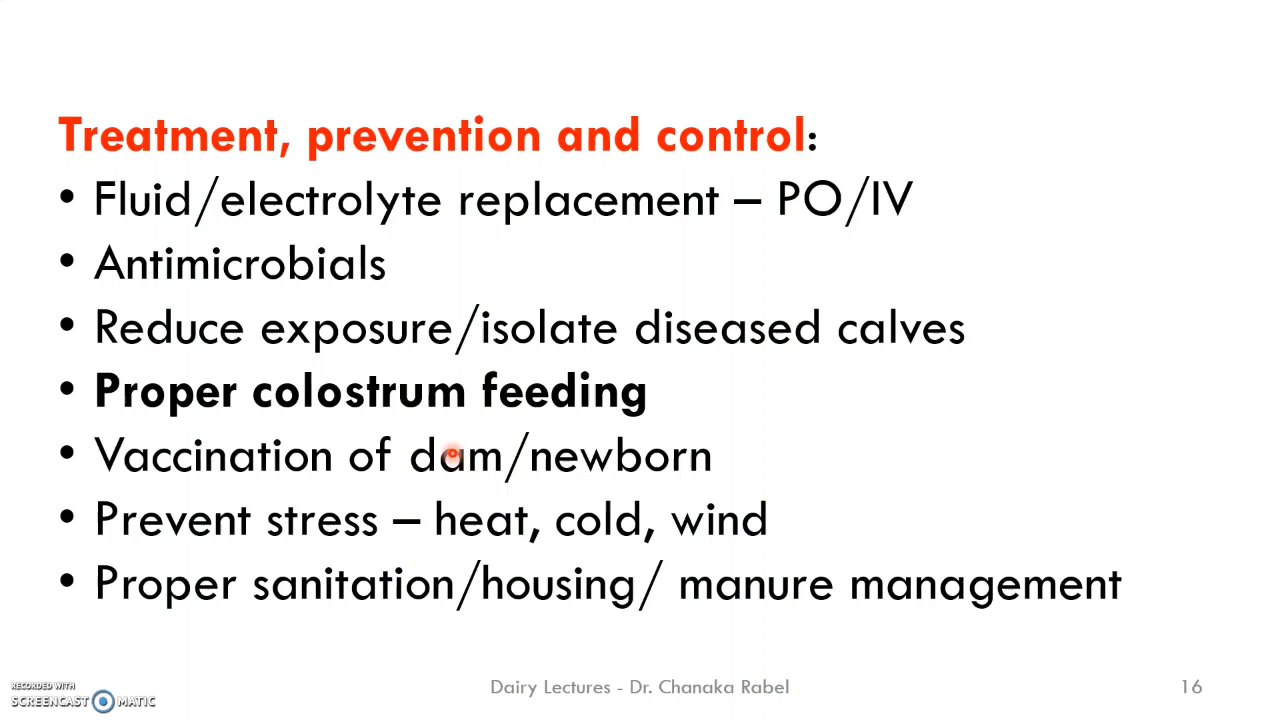 Treatment, prevention and control:
• Fluid/electrolyte replacement – PO/IV
• Antimicrobials
• Reduce exposure/isolate diseased calves
• Proper colostrum feeding
• Vaccination of dam/newborn
• Prevent stress – heat, cold, wind
• Proper sanitation/housing/ manure management
RECORDED WITH
SCREENCAST MATIC
Dairy Lectures - Dr. Chanaka Rabel
16